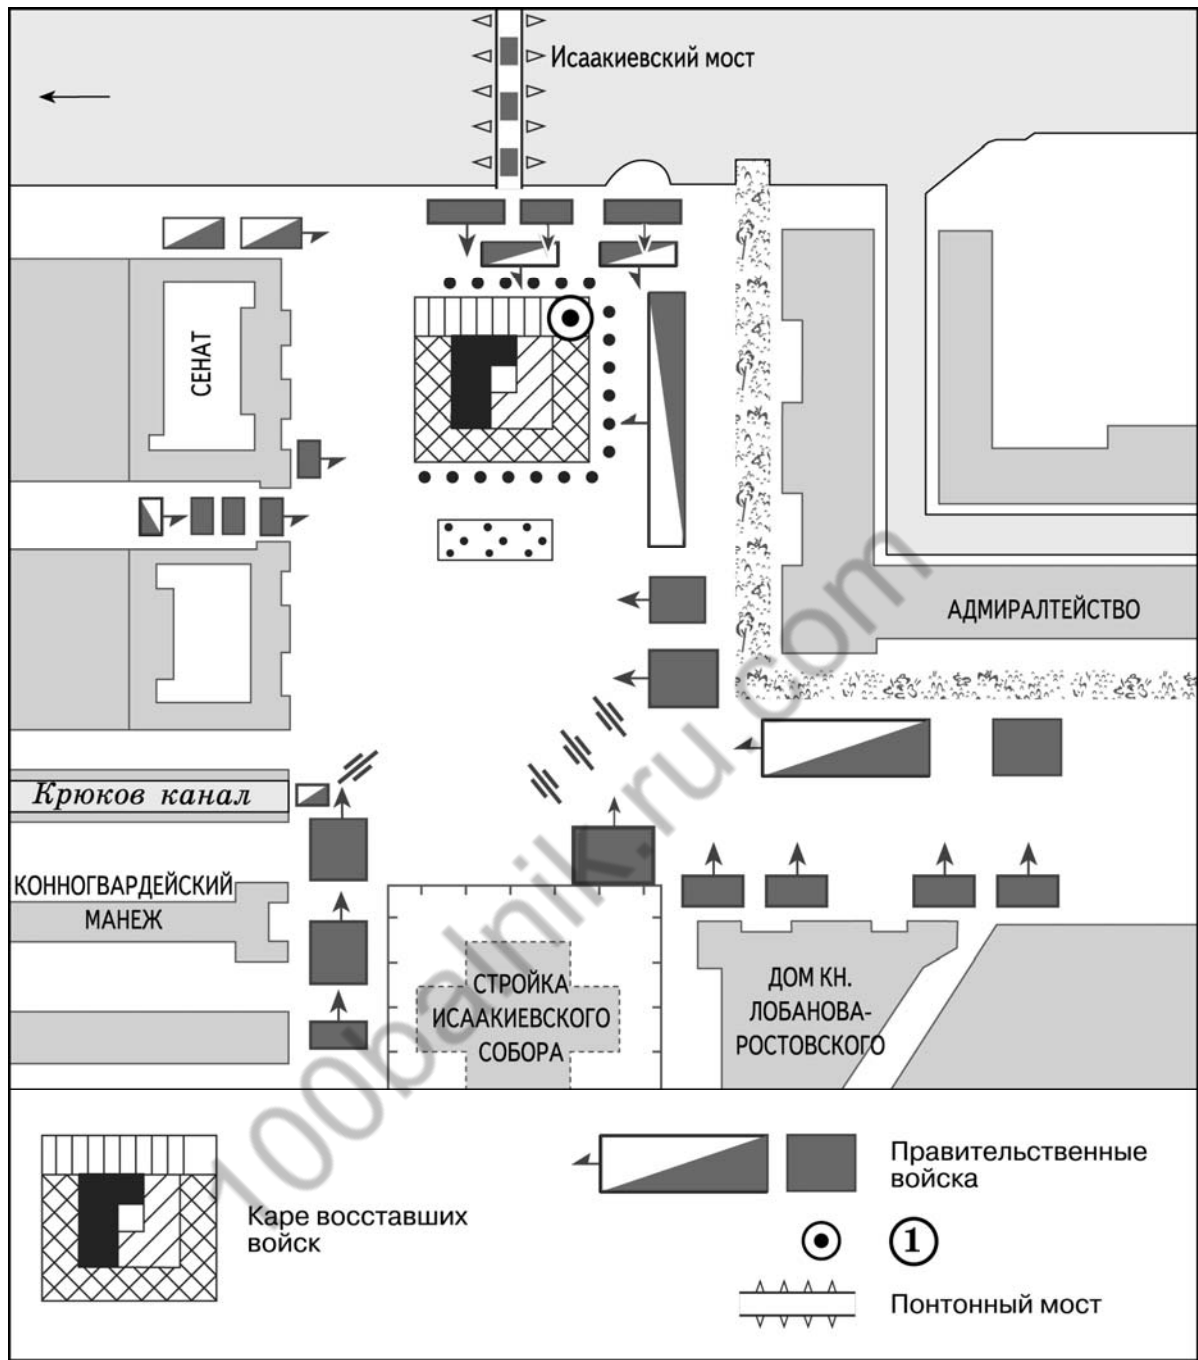 Исаакиевский мост
СЕНАТ
АДМИРАЛТЕЙСТВО
Крюков канал
КОННОГВАРДЕЙСКИЙ
МАНЕЖ
СТРОЙКА
ИСААКИЕВСКОГО
СОБОРА
ДОМ КН.
ЛОБАНОВА-
РОСТОВСКОГО
100balnik.ru.com
Каре восставших
войск
Правительственные
войска
1
Понтонный мост